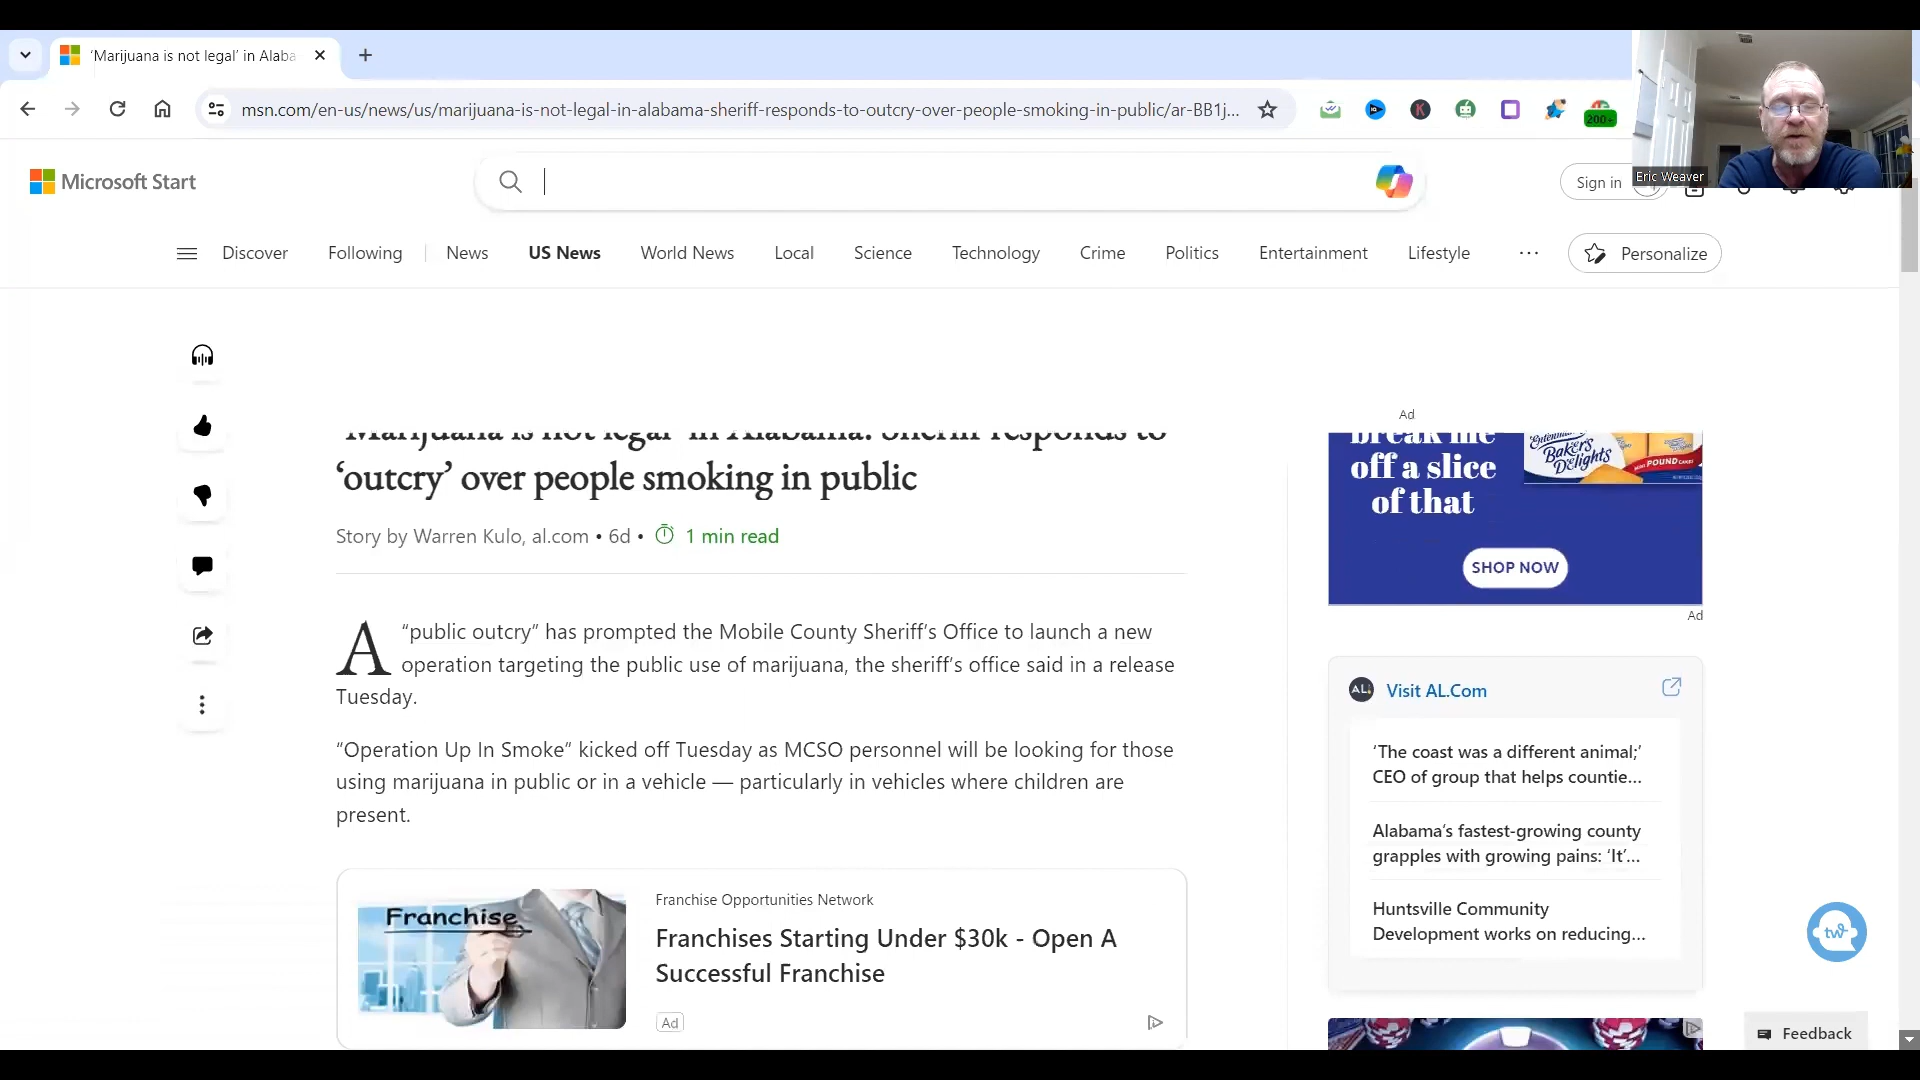 ‘Marijuana is not legal’ in Alaba
msn.com/en-us/news/us/marijuana-is-not-legal-in-alabama-sheriff-responds-to-outcry-over-people-smoking-in-public/ar-BB1j...
K
200+
Eric Weaver
Microsoft Start
Sign in
Discover
Following
News
US News
World News
Local
Science
Technology
Crime
Politics
Entertainment
Lifestyle
...
Personalize
‘Marijuana is not legal’ in Alabama: Sheriff responds to
‘outcry’ over people smoking in public
Story by Warren Kulo, al.com • 6d • 1 min read
A “public outcry” has prompted the Mobile County Sheriff’s Office to launch a new
operation targeting the public use of marijuana, the sheriff’s office said in a release
Tuesday.
“Operation Up In Smoke” kicked off Tuesday as MCSO personnel will be looking for those
using marijuana in public or in a vehicle — particularly in vehicles where children are
present.
Franchise
Franchise Opportunities Network
Franchises Starting Under $30k - Open A
Successful Franchise
Ad
Ad
break me
off a slice
of that
Entenmann's
Bakers
Delights
MINI POUND CAKES
SHOP NOW
Ad
AL.
Visit AL.Com
‘The coast was a different animal;’
CEO of group that helps countie...
Alabama’s fastest-growing county
grapples with growing pains: ‘It’...
Huntsville Community
Development works on reducing...
tw
Feedback